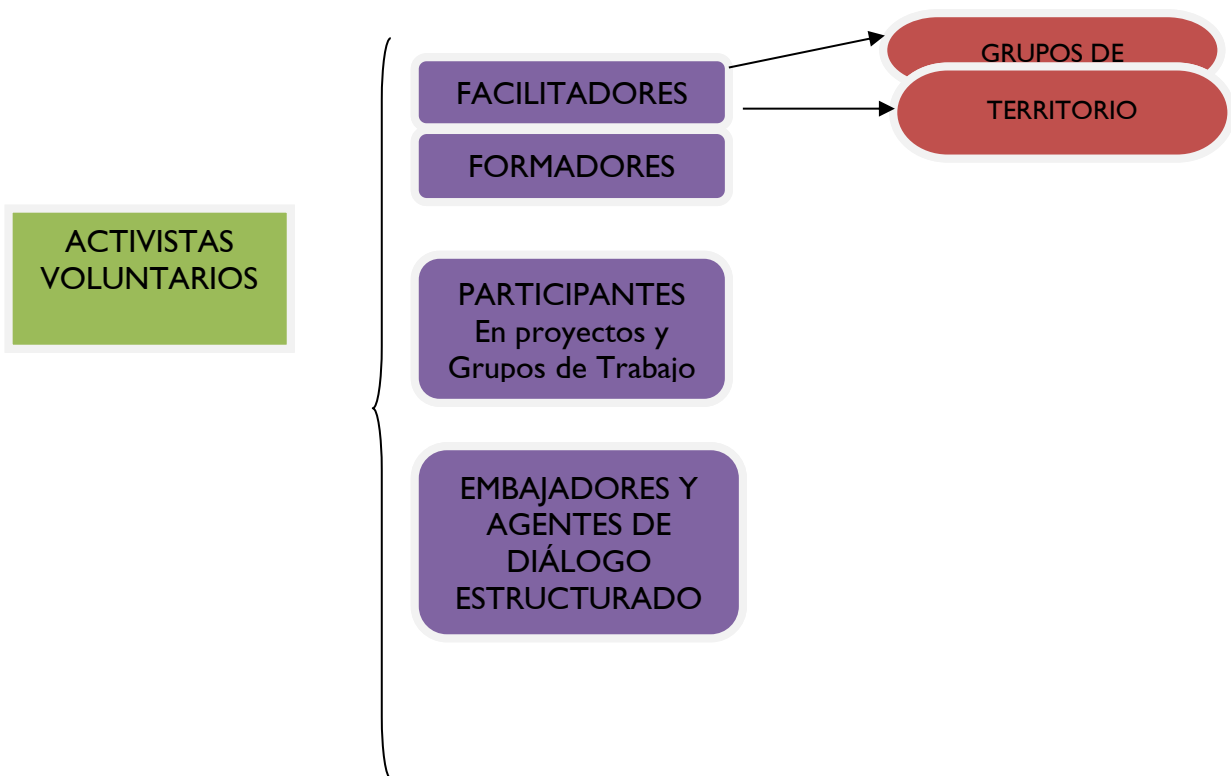 ACTIVISTAS
VOLUNTARIOS
FACILITADORES
FORMADORES
PARTICIPANTES
En proyectos y
Grupos de Trabajo
EMBAJADORES Y
AGENTES DE
DIÁLOGO
ESTRUCTURADO
GRUPOS DE
TERRITORIO